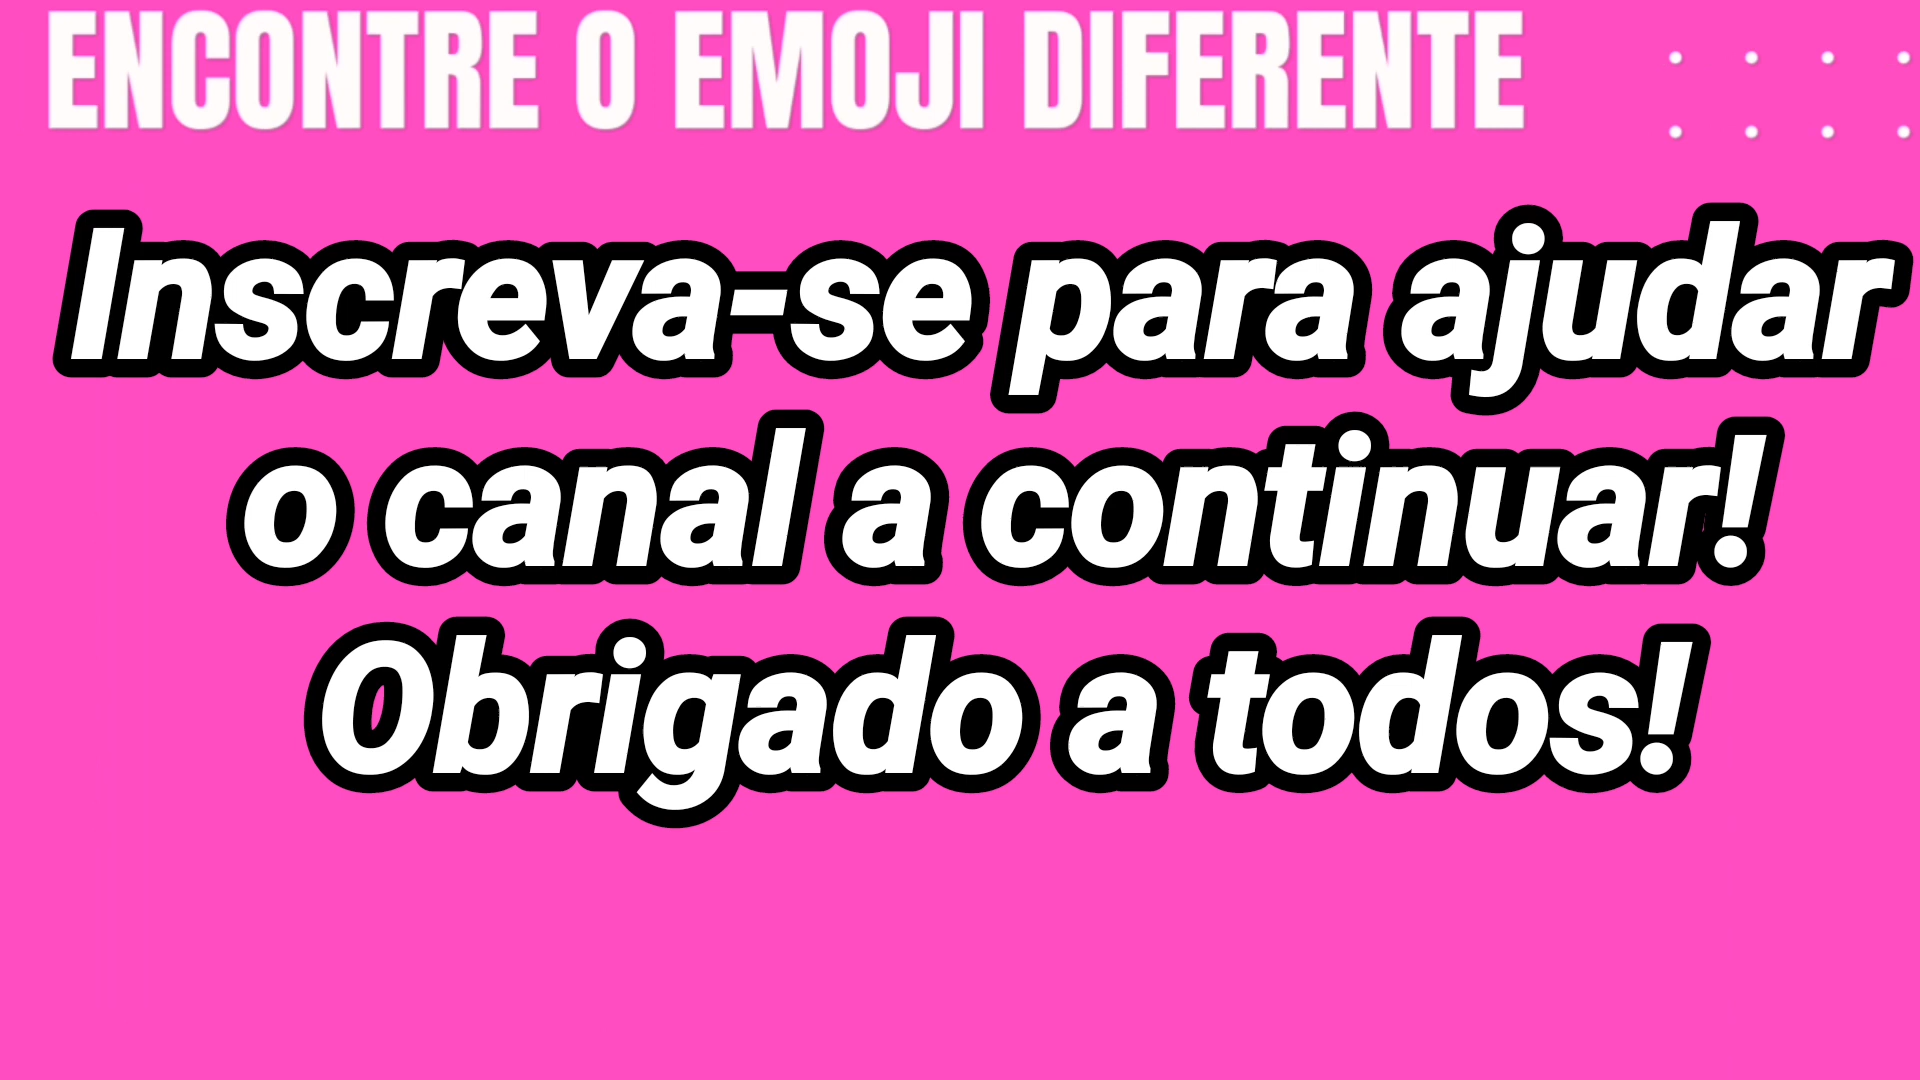 ENCONTRE O EMOJI DIFERENTE
Inscreva-se para ajudar
o canal a continuar!
Obrigado a todos!